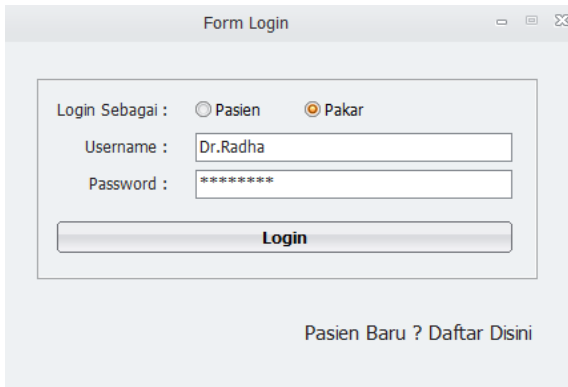 Form Login
Login Sebagai : Pasien Pakar
Username : Dr.Radha
Password : ********
Login
Pasien Baru ? Daftar Disini